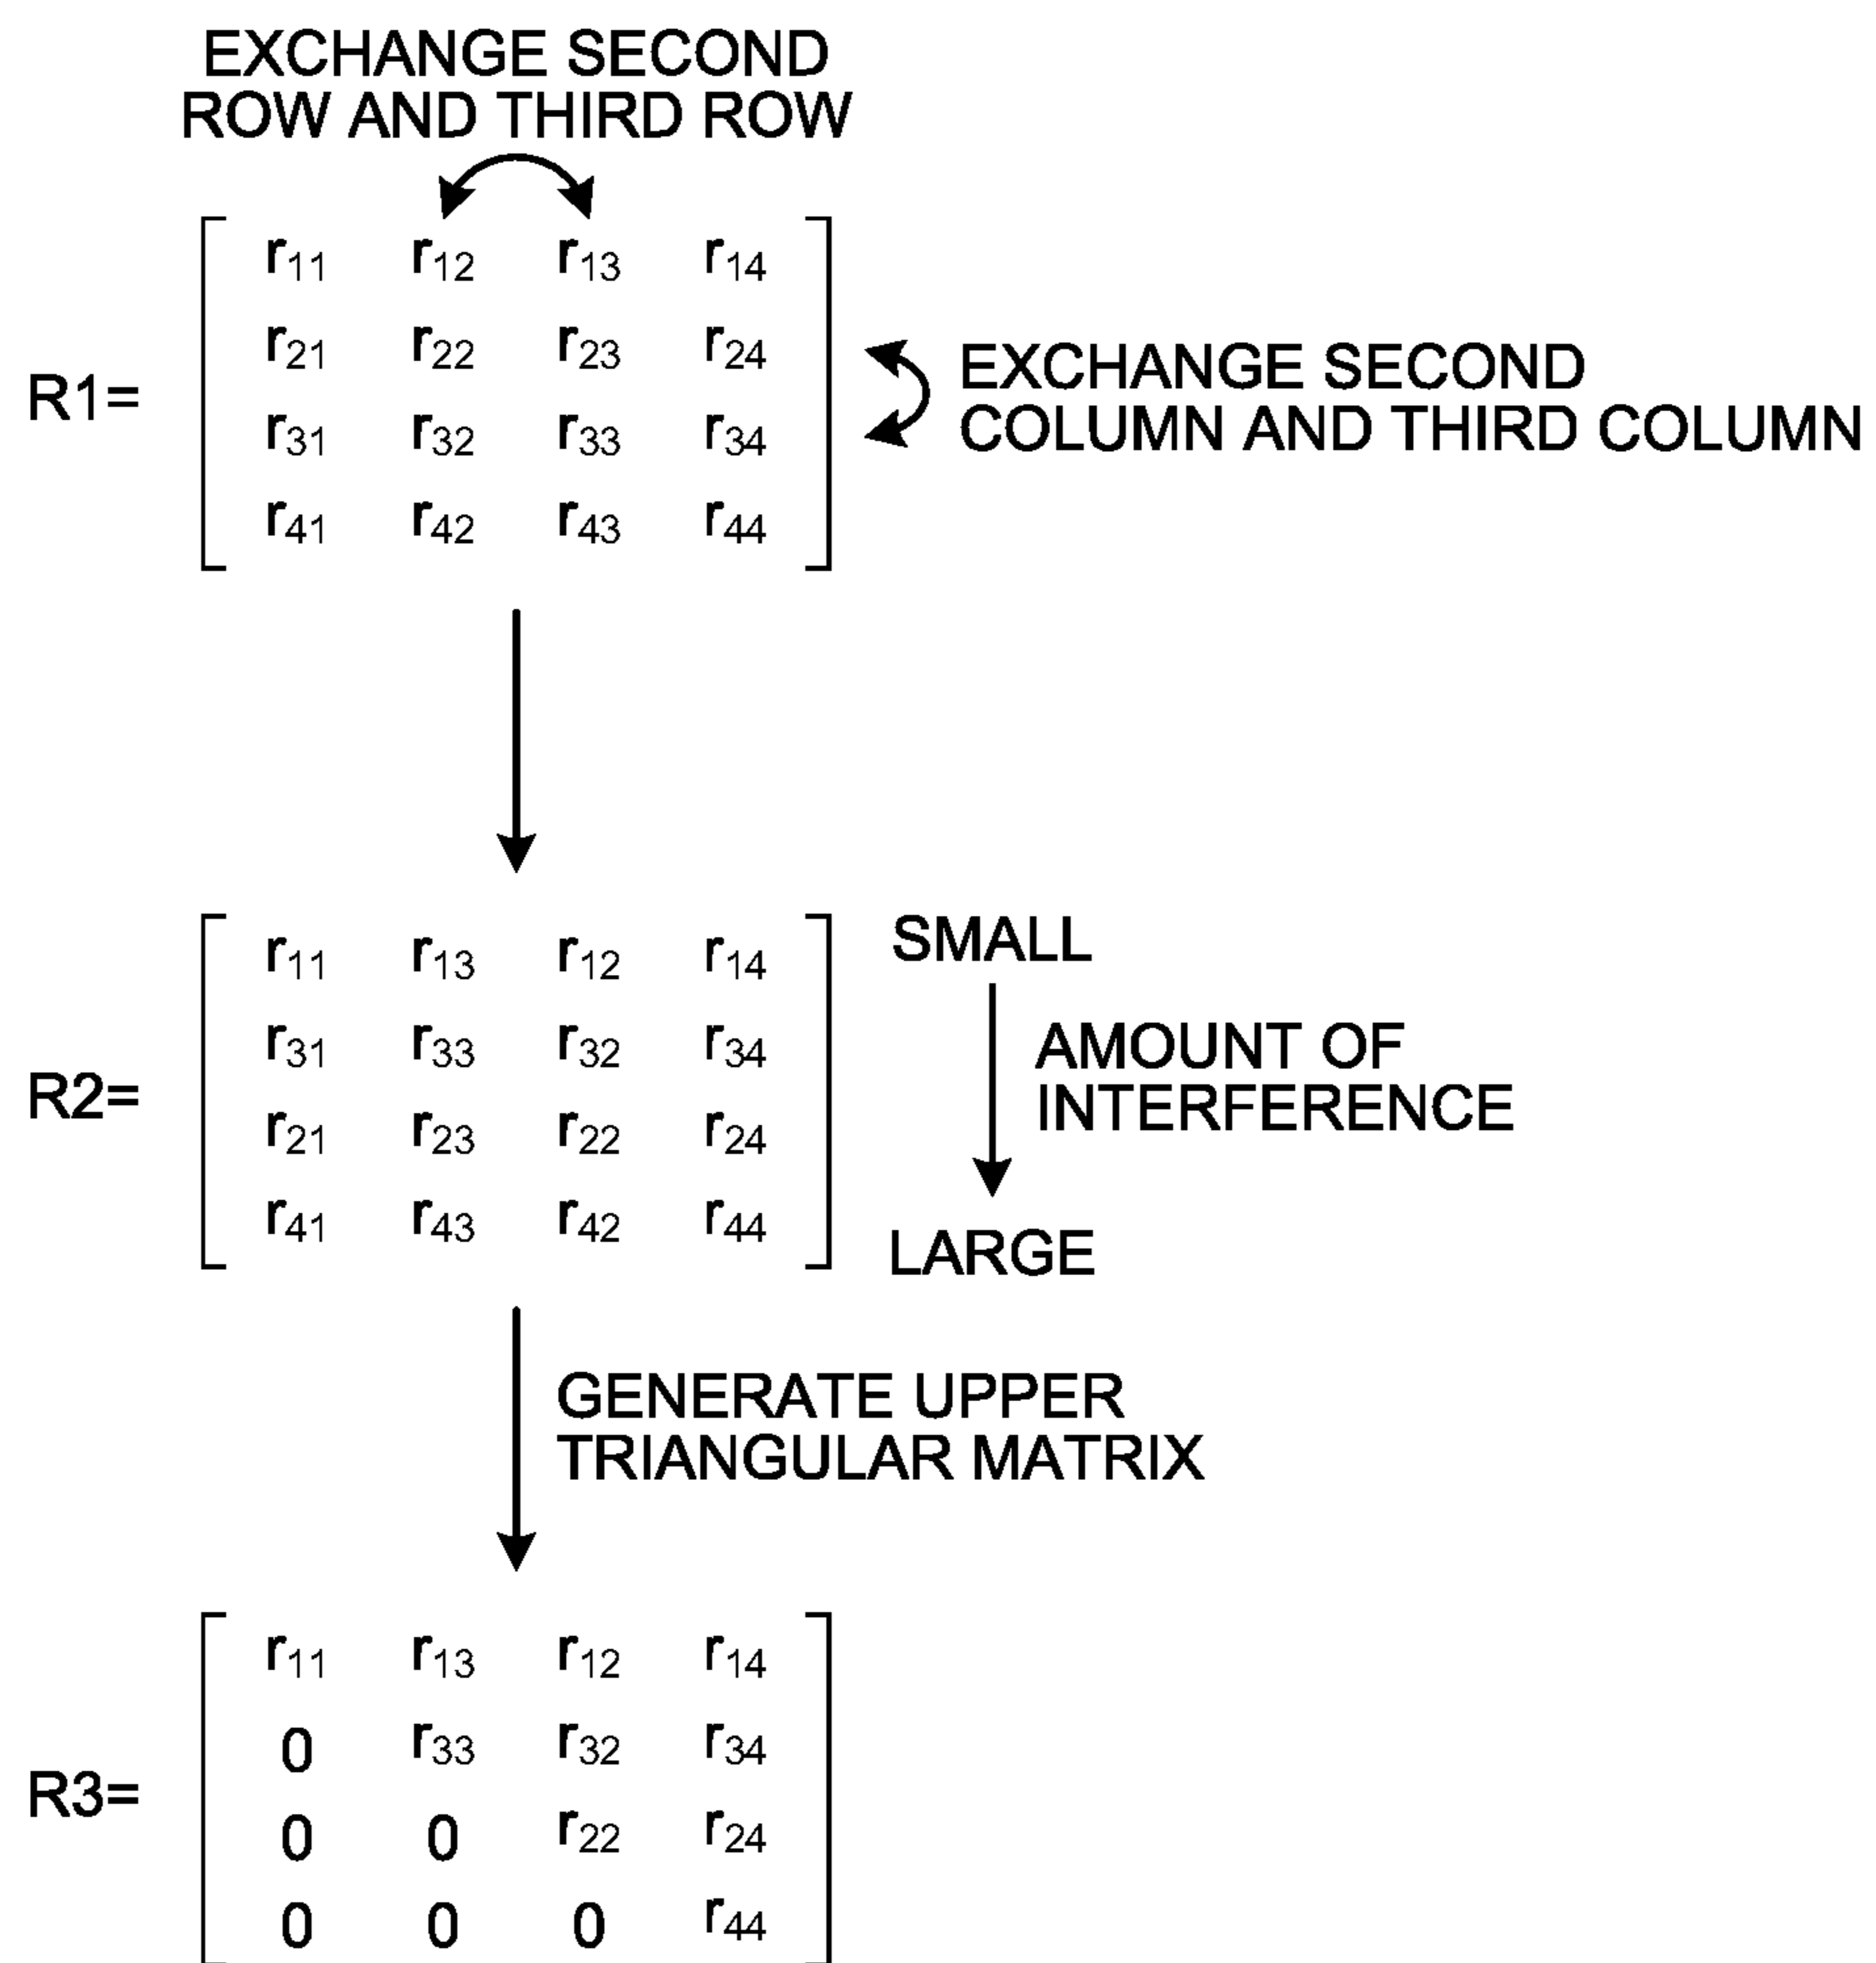 EXCHANGE SECOND
ROW AND THIRD ROW
r11 r12 r13 r14
r21 r22 r23 r24
R1=
r31 r32 r33 r34
r41 r42 r43 r44
EXCHANGE SECOND
COLUMN AND THIRD COLUMN
r11 r13 r12 r14
r31 r33 r32 r34
R2=
r21 r23 r22 r24
r41 r43 r42 r44
SMALL
AMOUNT OF
INTERFERENCE
LARGE
GENERATE UPPER
TRIANGULAR MATRIX
r11 r13 r12 r14
0 r33 r32 r34
R3=
0 0 r22 r24
0 0 0 r44